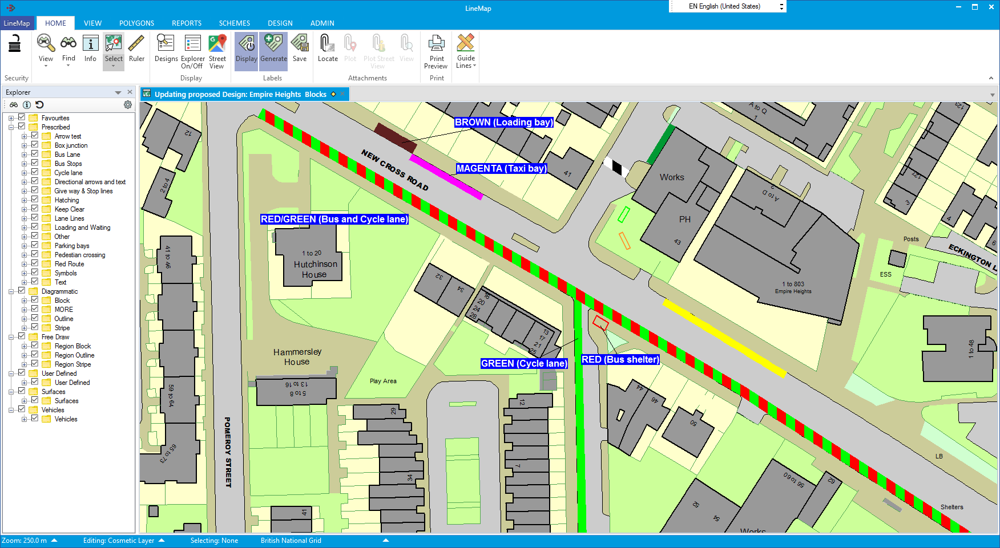 LineMap
EN English (United States)
LineMap
HOME
VIEW
POLYGONS
REPORTS
SCHEMES
DESIGN
ADMIN
View
Find
Info
Select
Ruler
Designs
Explorer On/Off
Street View
Display
Generate
Save
Locate
Plot
Plot Street View
View
Print Preview
Guide Lines
Security
Display
Labels
Attachments
Print
Explorer
Favourites
Prescribed
Arrow test
Box junction
Bus Lane
Bus Stops
Cycle lane
Directional arrows and text
Give way & Stop lines
Hatching
Keep Clear
Lane Lines
Loading and Waiting
Other
Parking bays
Pedestian crossing
Red Route
Symbols
Text
Diagrammatic
Block
MORE
Outline
Stripe
Free Draw
Region Block
Region Outline
Region Stripe
User Defined
User Defined
Surfaces
Surfaces
Vehicles
Vehicles
Updating proposed Design: Empire Heights Blocks
BROWN (Loading bay)
MAGENTA (Taxi bay)
RED/GREEN (Bus and Cycle lane)
GREEN (Cycle lane)
RED (Bus shelter)
NEW CROSS ROAD
POMEROY STREET
ECKINGTON L
A to Q
1
123
127
3
4
6
12
2 to 4
41
Works
PH
43
A to D
2
Posts
ESS
1 to 803
Empire Heights
1 to 20
Hutchinson
House
41 to 46
32
34
16
20
24
28
13
17
21
25
Hammersley
House
Play Area
13 to 16
5 to 8
59 to 64
65 to 73
29
34
41
12
7
44
46
50
1 to 48
LB
56 to 60
62
52
54
Works
Shelters
Zoom: 250.0 m
Editing: Cosmetic Layer
Selecting: None
British National Grid